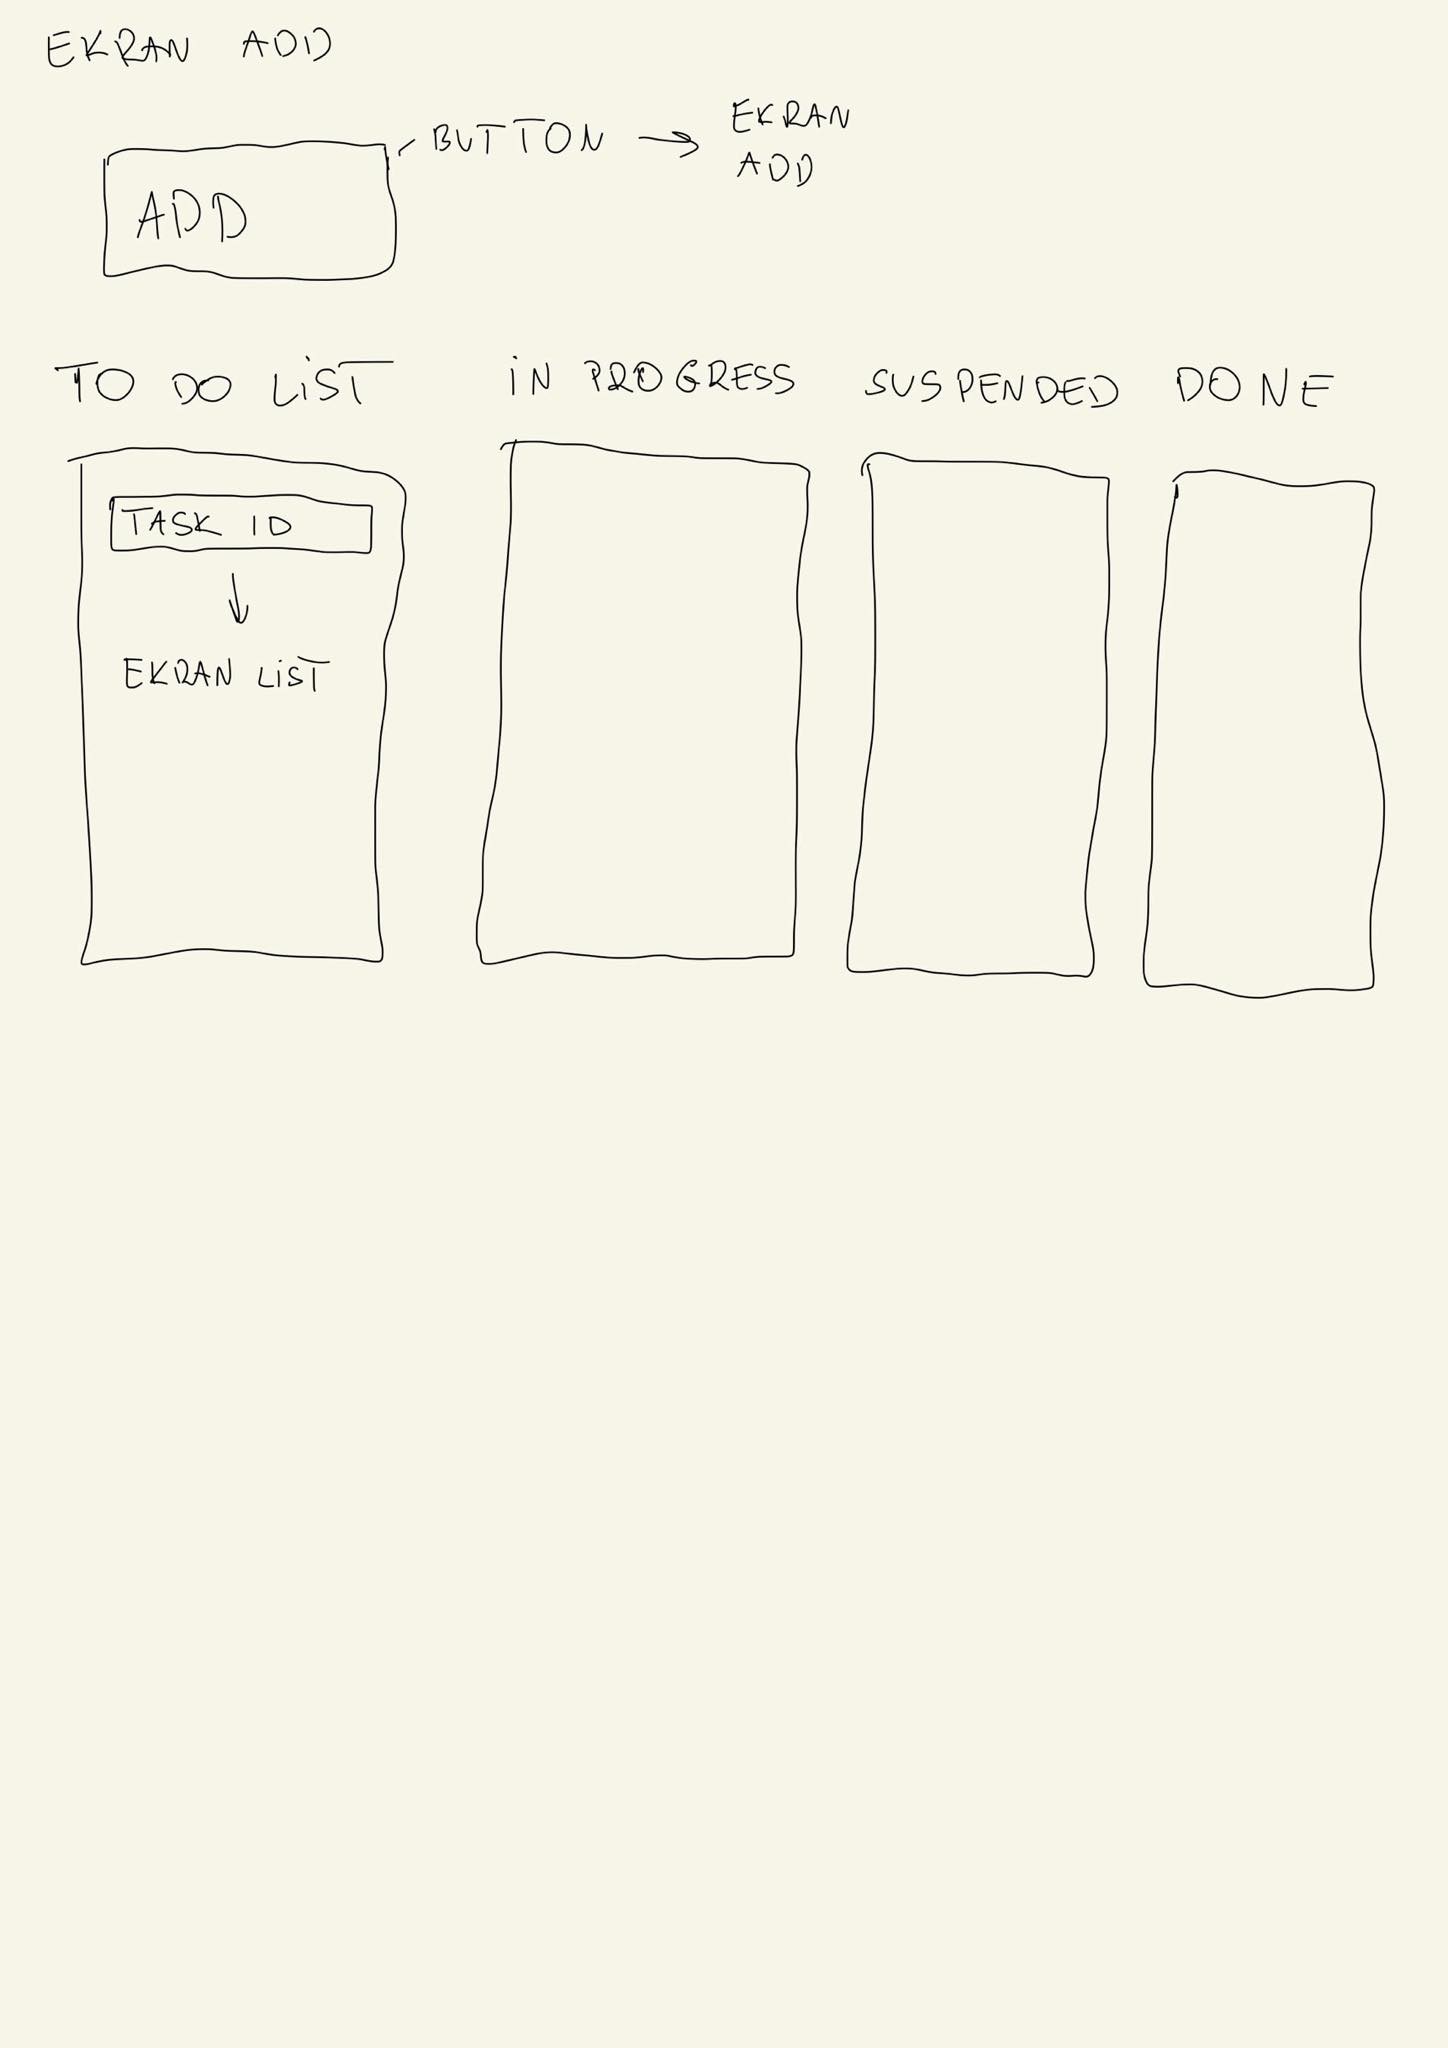 EKRAN ADD
BUTTON → EKRAN
ADD
ADD
TO DO LIST
IN PROGRESS
SUSPENDED
DONE
TASK ID
↓
EKRAN LIST